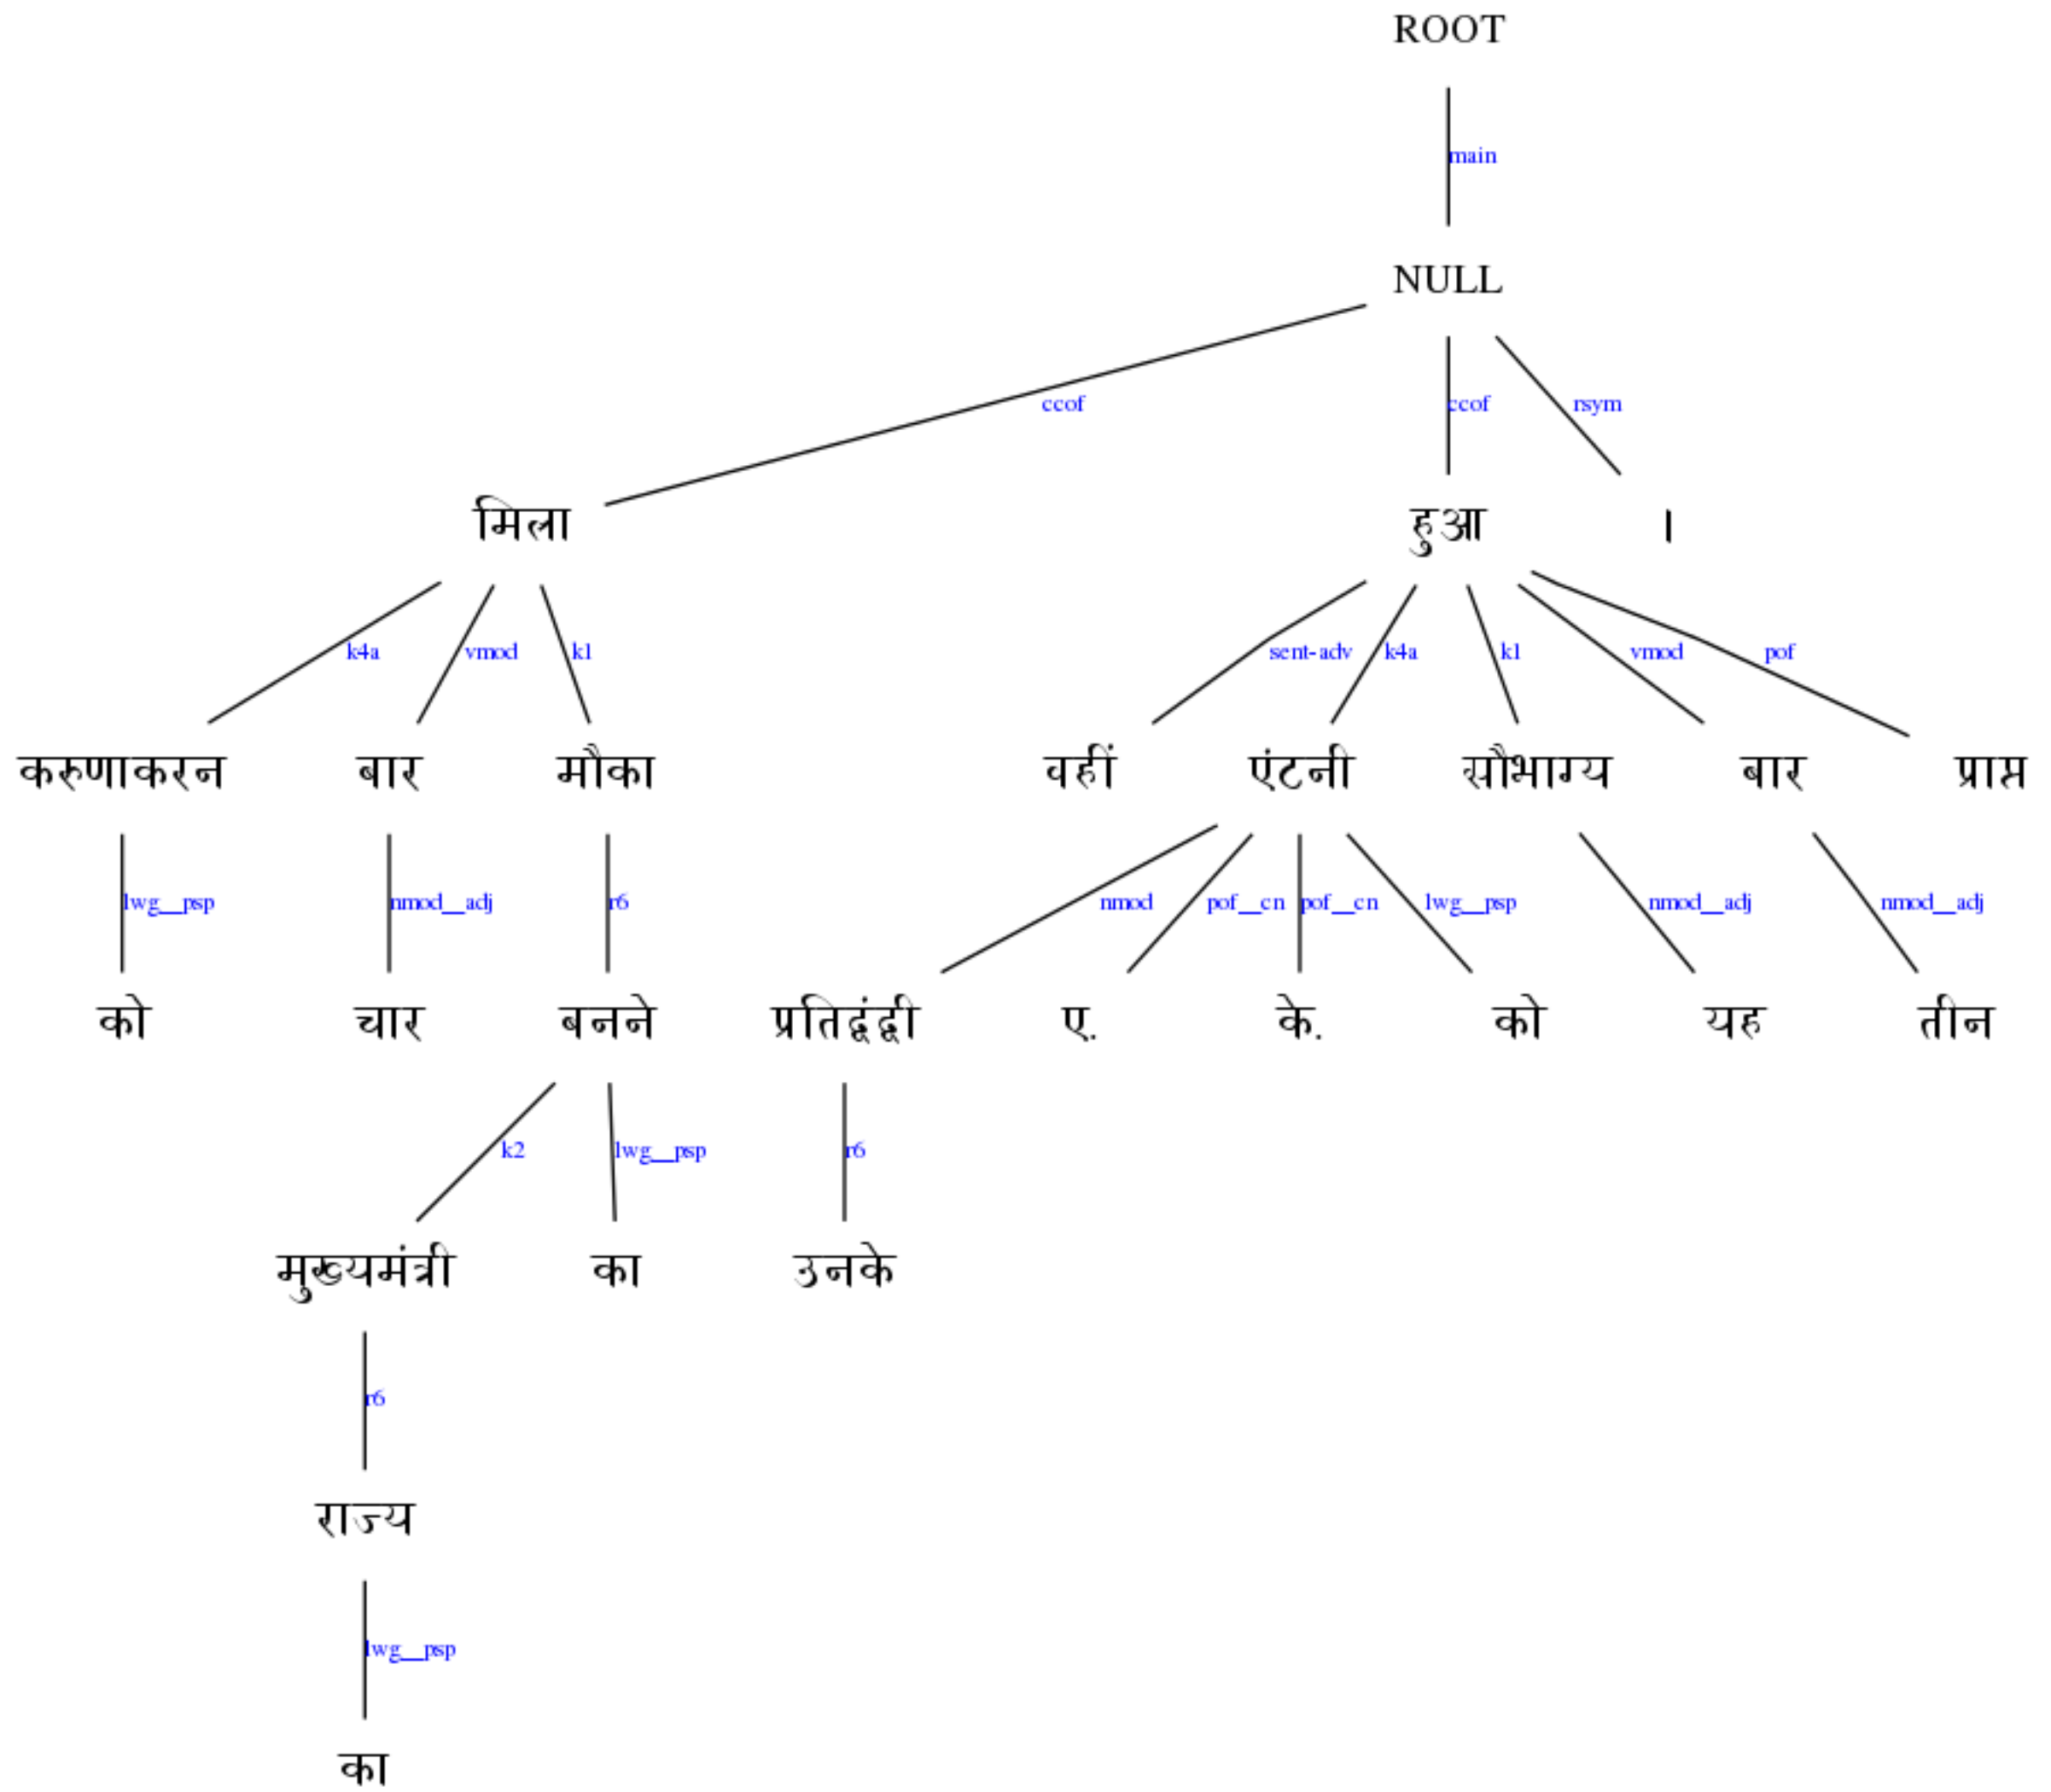 ROOT
main
NULL
ccof ccof rsym
मिला हुआ ।
k4a vmod k1 sent-adv k4a k1 vmod pof
करुणाकरन बार मौका वहीं एंटनी सौभाग्य बार प्राप्त
lwg__psp nmod__adj r6 nmod pof__cn pof__cn lwg__psp nmod__adj nmod__adj
को चार बनने प्रतिद्वंद्वी ए. के. को यह तीन
k2 lwg__psp r6
मुख्यमंत्री का उनके
r6
राज्य
lwg__psp
का